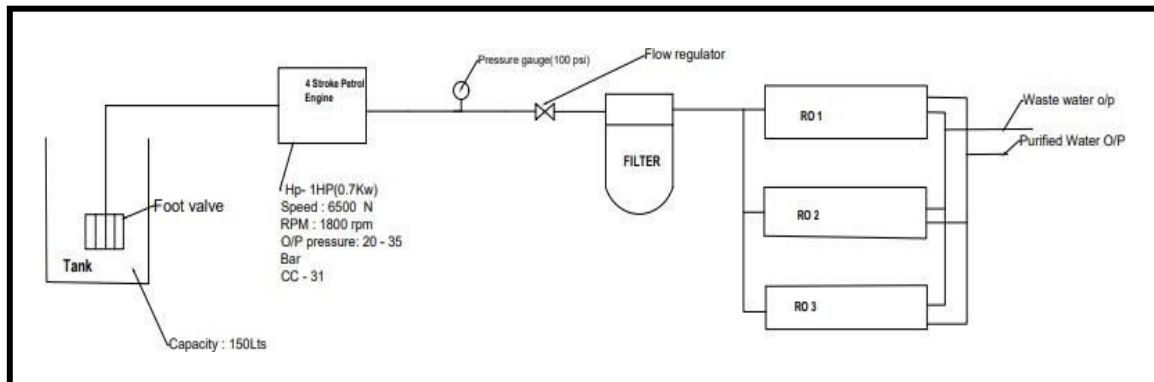 4 Stroke Petrol
Engine
Pressure gauge(100 psi)
Flow regulator
RO 1
Waste water o/p
Purified Water O/P
FILTER
Hp- 1HP(0.7Kw)
Speed : 6500 N
RPM : 1800 rpm
O/P pressure: 20 - 35
Bar
CC - 31
Foot valve
RO 2
Tank
RO 3
Capacity : 150Lts